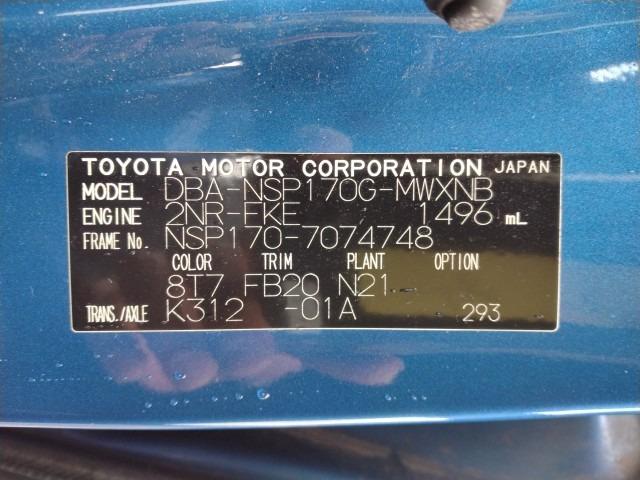 TOYOTA MOTOR CORPORATION JAPAN
MODEL DBA-NSP170G-MWXNB
ENGINE 2NR-FKE 1496 mL
FRAME No. NSP170-7074748
COLOR TRIM PLANT OPTION
8T7 FB20 N21
TRANS./AXLE K312 -01A 293